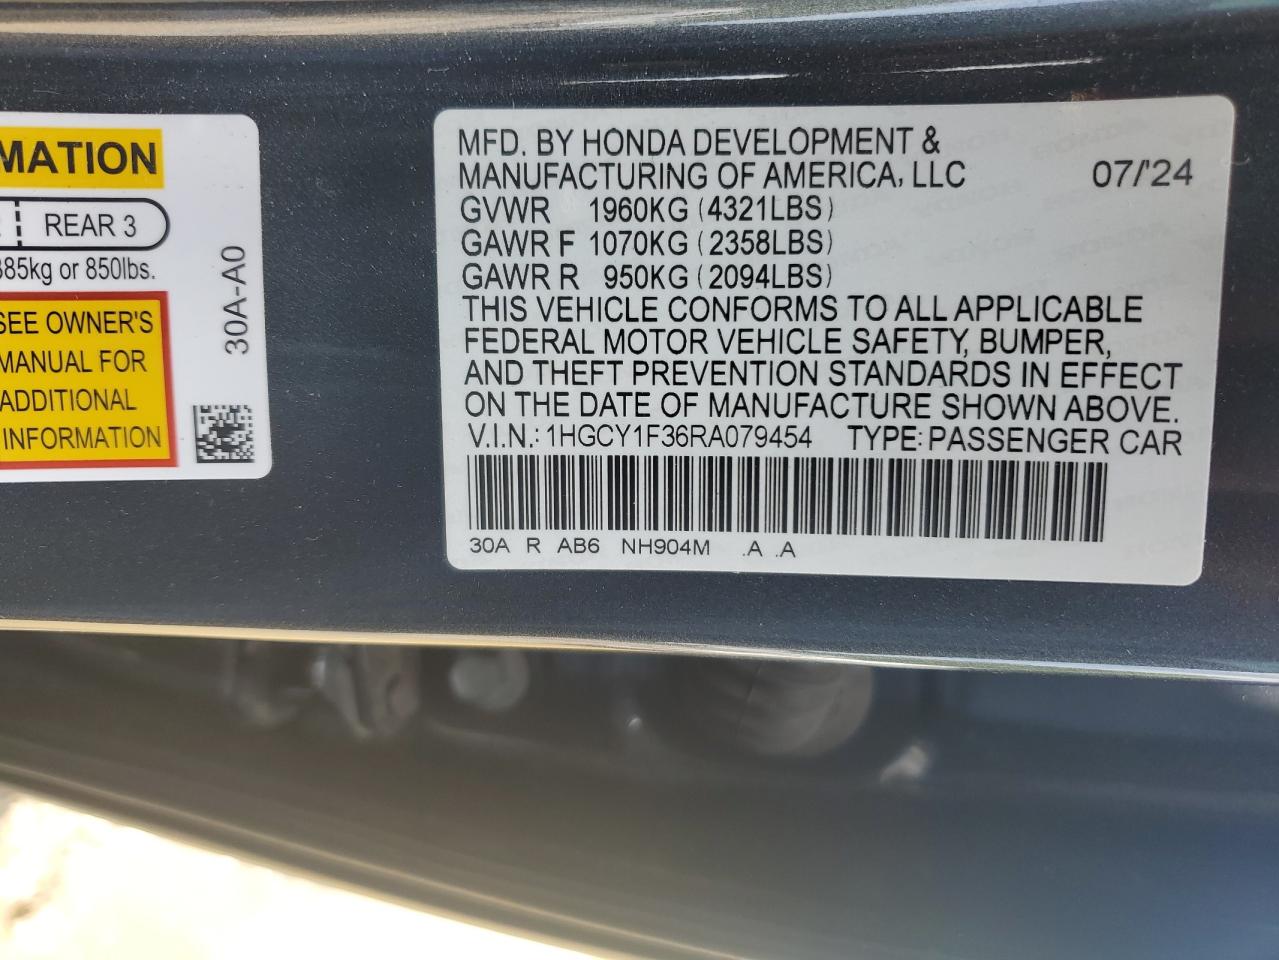 MATION
REAR 3
385kg or 850lbs.
SEE OWNER'S
MANUAL FOR
ADDITIONAL
INFORMATION
30A-A0
MFD. BY HONDA DEVELOPMENT &
MANUFACTURING OF AMERICA, LLC 07/'24
GVWR 1960KG (4321LBS)
GAWR F 1070KG (2358LBS)
GAWR R 950KG (2094LBS)
THIS VEHICLE CONFORMS TO ALL APPLICABLE
FEDERAL MOTOR VEHICLE SAFETY, BUMPER,
AND THEFT PREVENTION STANDARDS IN EFFECT
ON THE DATE OF MANUFACTURE SHOWN ABOVE.
V.I.N.: 1HGCY1F36RA079454 TYPE: PASSENGER CAR
30A R AB6 NH904M .A .A